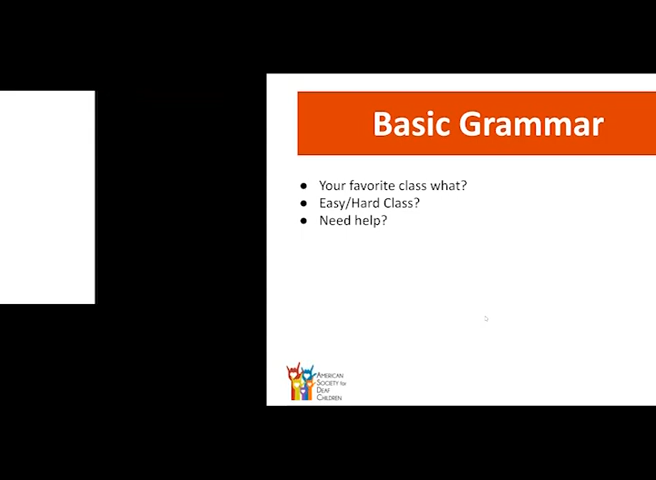 Basic Grammar
Your favorite class what?
Easy/Hard Class?
Need help?
AMERICAN
SOCIETY for
DEAF
CHILDREN